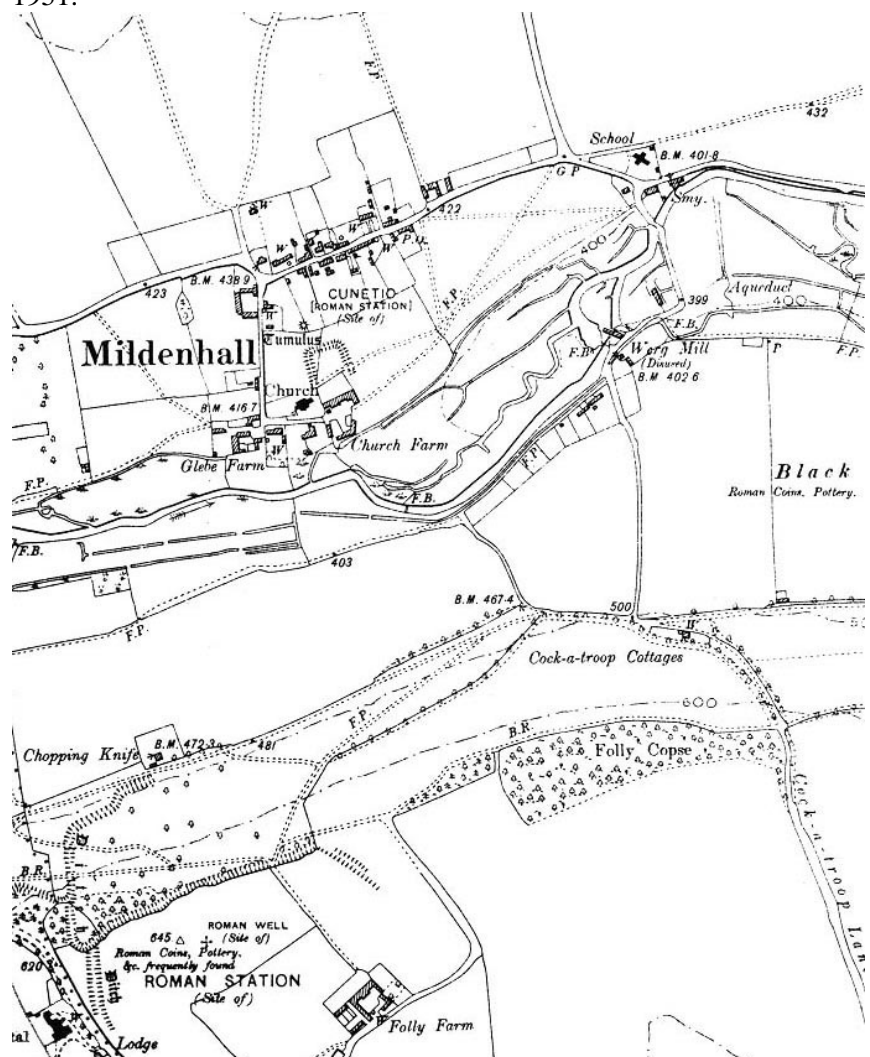 1951.
F.P.
432
School
B.M. 401·8
G.P.
Smy.
W
422
W
W
W
P.O.
400
B.M. 438·9
423
CUNETIO
[ROMAN STATION]
(Site of)
F.P.
399
Aqueduct
400
Tumulus
Mildenhall
F.B.
F.B.
Werg Mill
(Disused)
F.P.
B.M. 402·6
P
Church
B.M. 416·7
Church Farm
Glebe Farm
W
Black
Roman Coins, Pottery.
F.P.
F.P.
F.B.
F.B.
403
B.M. 467·4
500
F.P.
W
Cock-a-troop Cottages
600
F.P.
B.R.
Folly Copse
Chopping Knife
B.M. 472·3
481
Cock-a-troop Lan
B.R.
ROMAN WELL
(Site of)
645
Roman Coins, Pottery,
&c. frequently found
ROMAN STATION
(Site of)
620
Ditch
Folly Farm
Lodge
tal